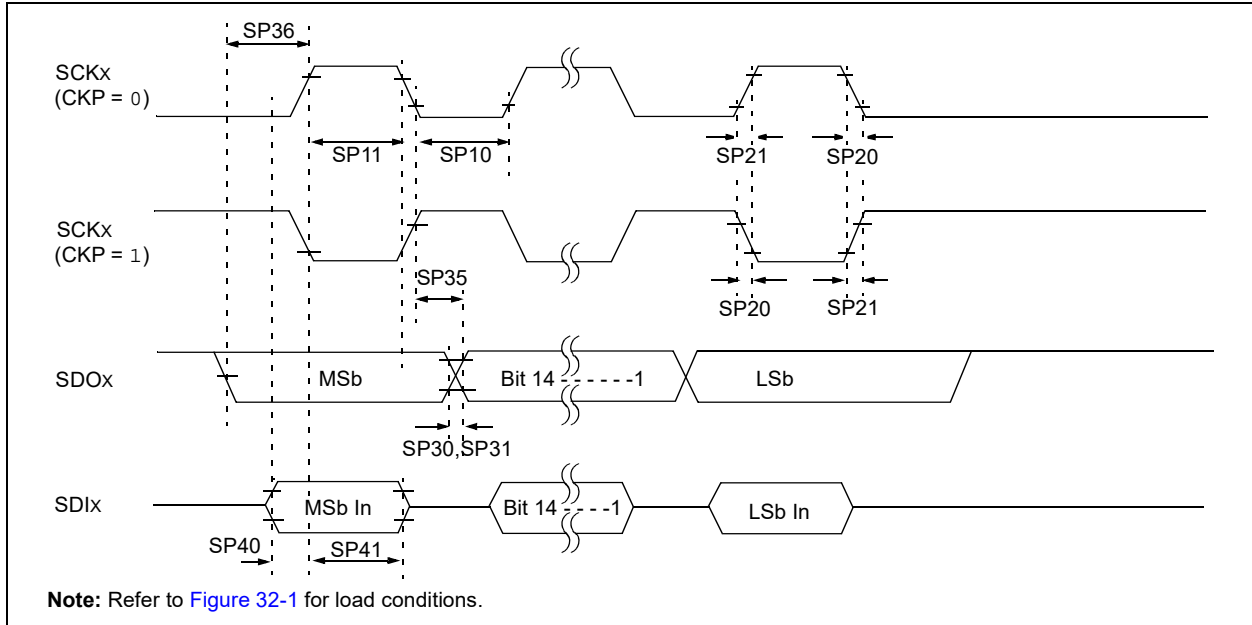 SP36
SCKx
(CKP = 0)
SP11
SP10
SP21
SP20
SCKx
(CKP = 1)
SP35
SP20
SP21
SDOx
MSb
Bit 14 - - - - - -1
LSb
SP30,SP31
SDIx
MSb In
Bit 14 - - - -1
LSb In
SP40
SP41
Note: Refer to Figure 32-1 for load conditions.